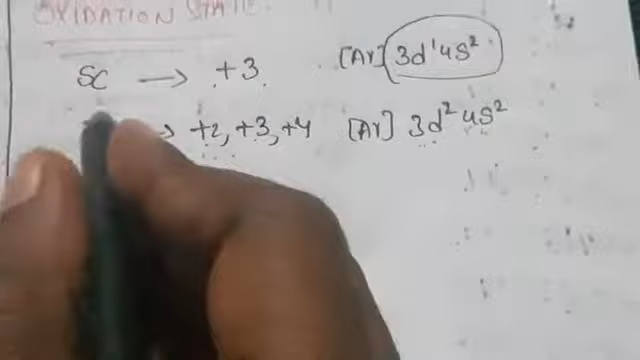 OXIDATION STATE.
SC → +3 [Ar] 3d¹4s²
→ +2, +3, +4 [Ar] 3d²4s²